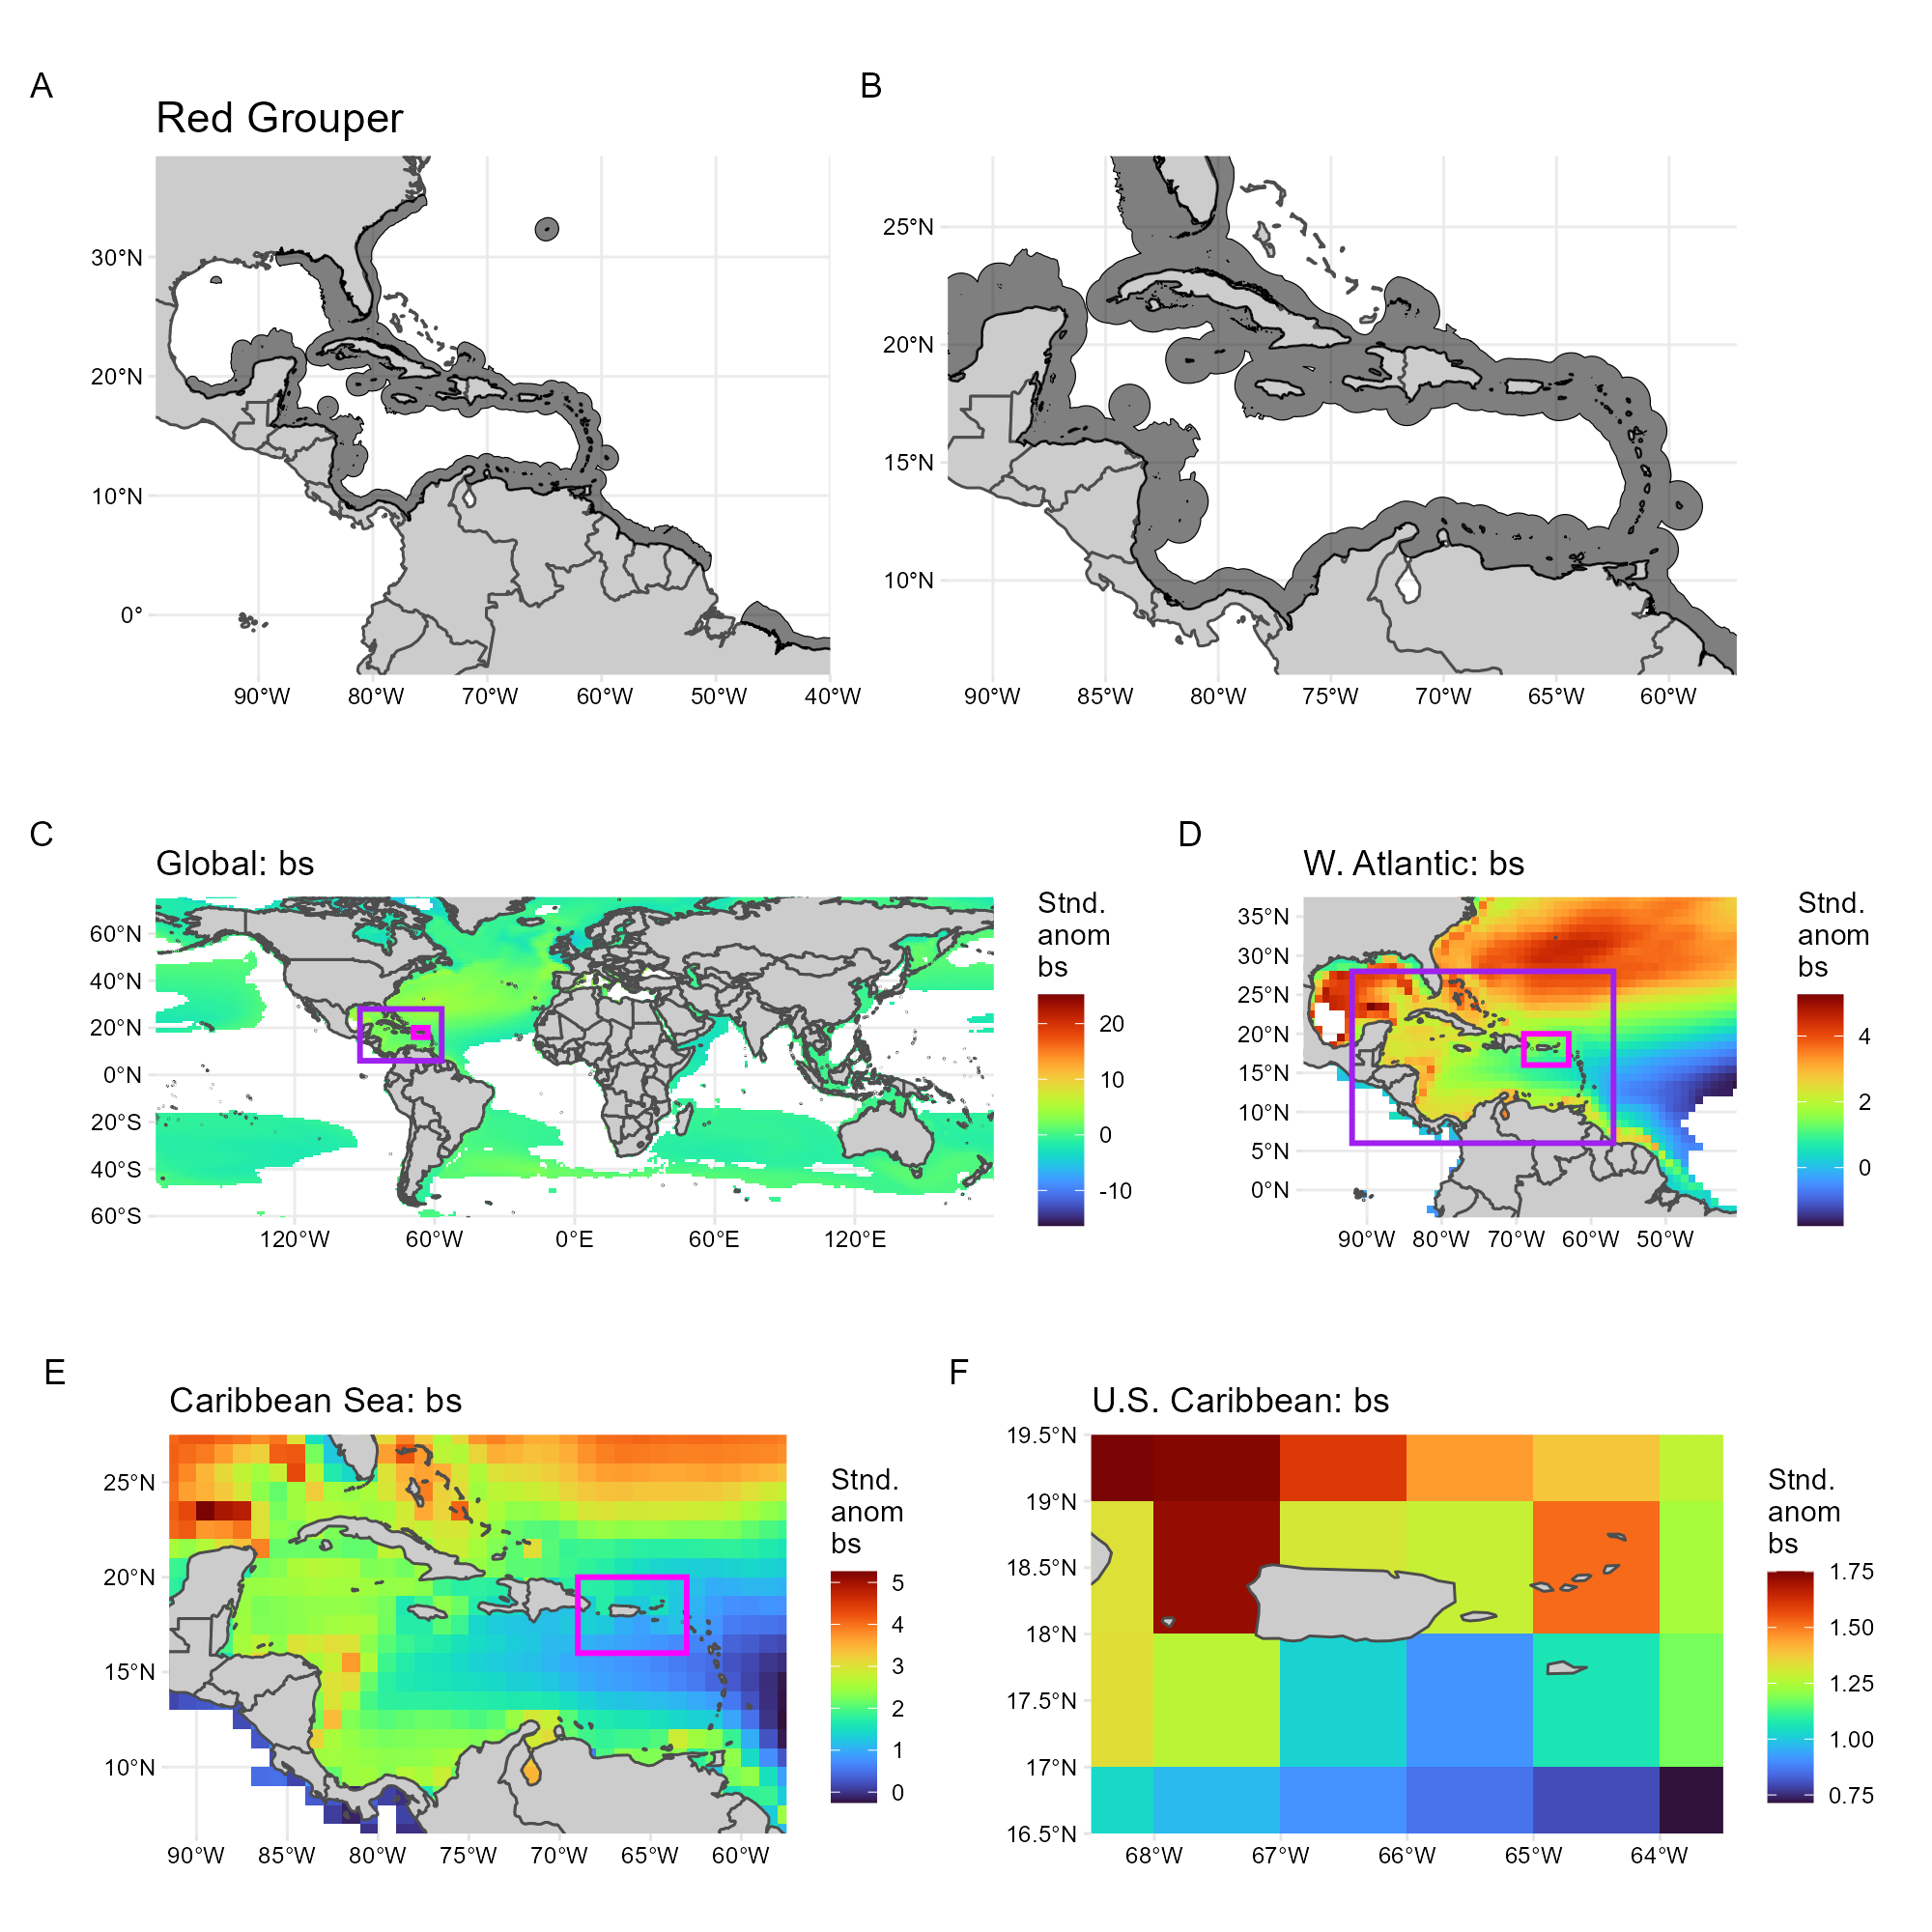 A
B
Red Grouper
30°N
20°N
10°N
0°
90°W 80°W 70°W 60°W 50°W 40°W
25°N
20°N
15°N
10°N
90°W 85°W 80°W 75°W 70°W 65°W 60°W
C
Global: bs
60°N
40°N
20°N
0°N
20°S
40°S
60°S
120°W 60°W 0°E 60°E 120°E
Stnd.
anom
bs
20
10
0
-10
D
W. Atlantic: bs
35°N
30°N
25°N
20°N
15°N
10°N
5°N
0°N
90°W 80°W 70°W 60°W 50°W
Stnd.
anom
bs
4
2
0
E
Caribbean Sea: bs
25°N
20°N
15°N
10°N
90°W 85°W 80°W 75°W 70°W 65°W 60°W
Stnd.
anom
bs
5
4
3
2
1
0
F
U.S. Caribbean: bs
19.5°N
19°N
18.5°N
18°N
17.5°N
17°N
16.5°N
68°W 67°W 66°W 65°W 64°W
Stnd.
anom
bs
1.75
1.50
1.25
1.00
0.75